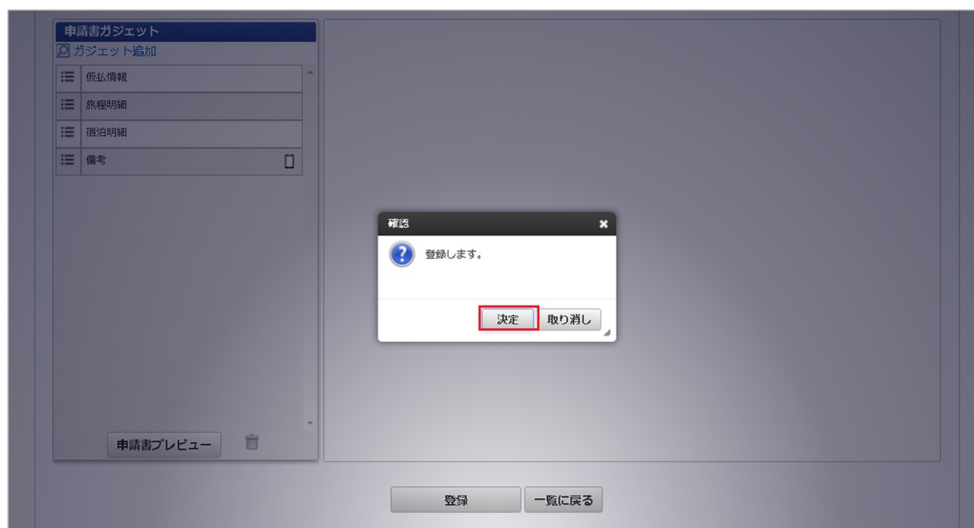 申請書ガジェット
ガジェット追加
仮払情報
旅程明細
宿泊明細
備考
確認
登録します。
決定 取り消し
申請書プレビュー
登録 一覧に戻る